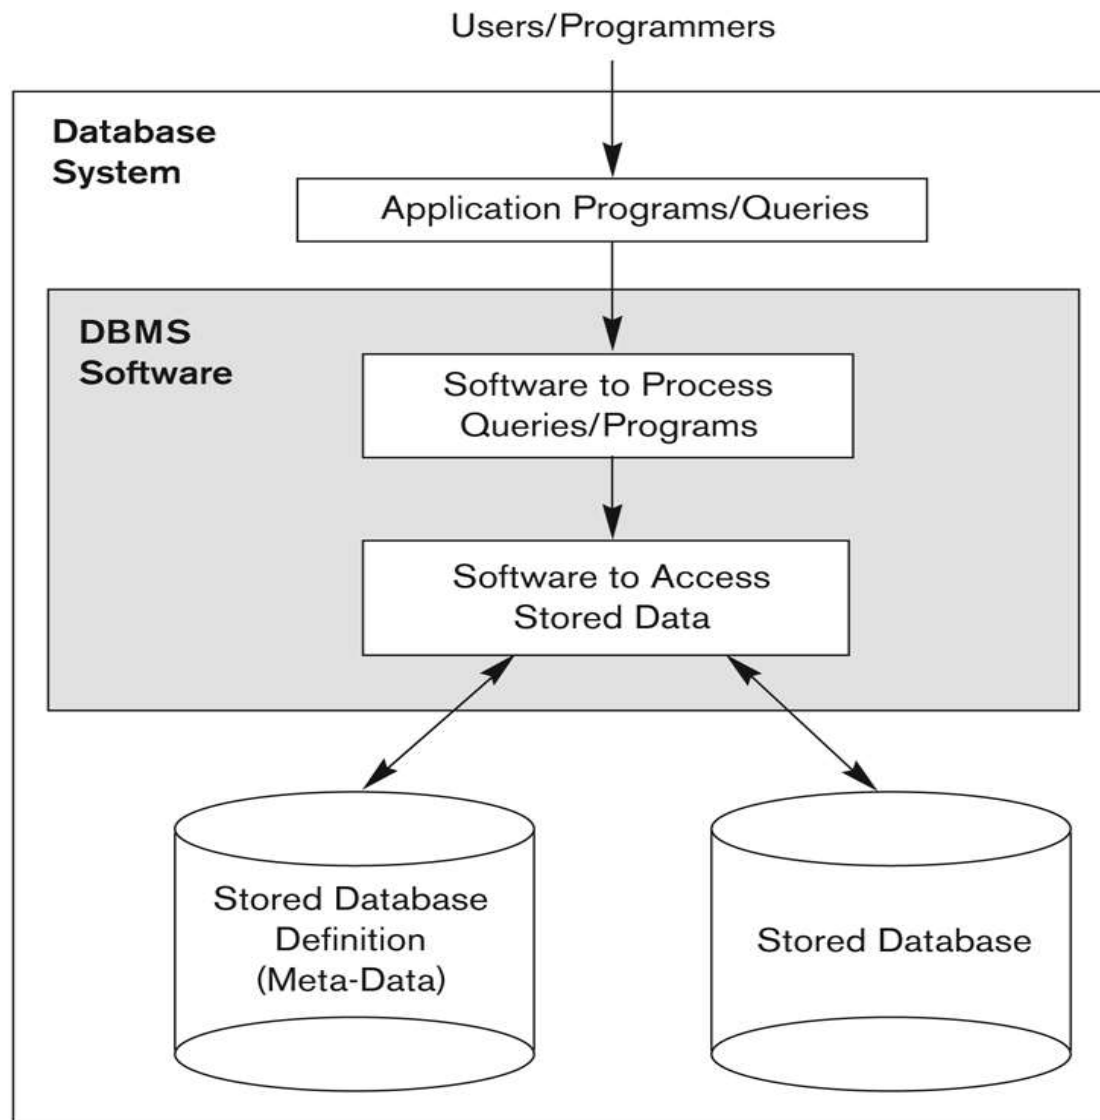 Users/Programmers
Database
System
Application Programs/Queries
DBMS
Software
Software to Process
Queries/Programs
Software to Access
Stored Data
Stored Database
Definition
(Meta-Data)
Stored Database